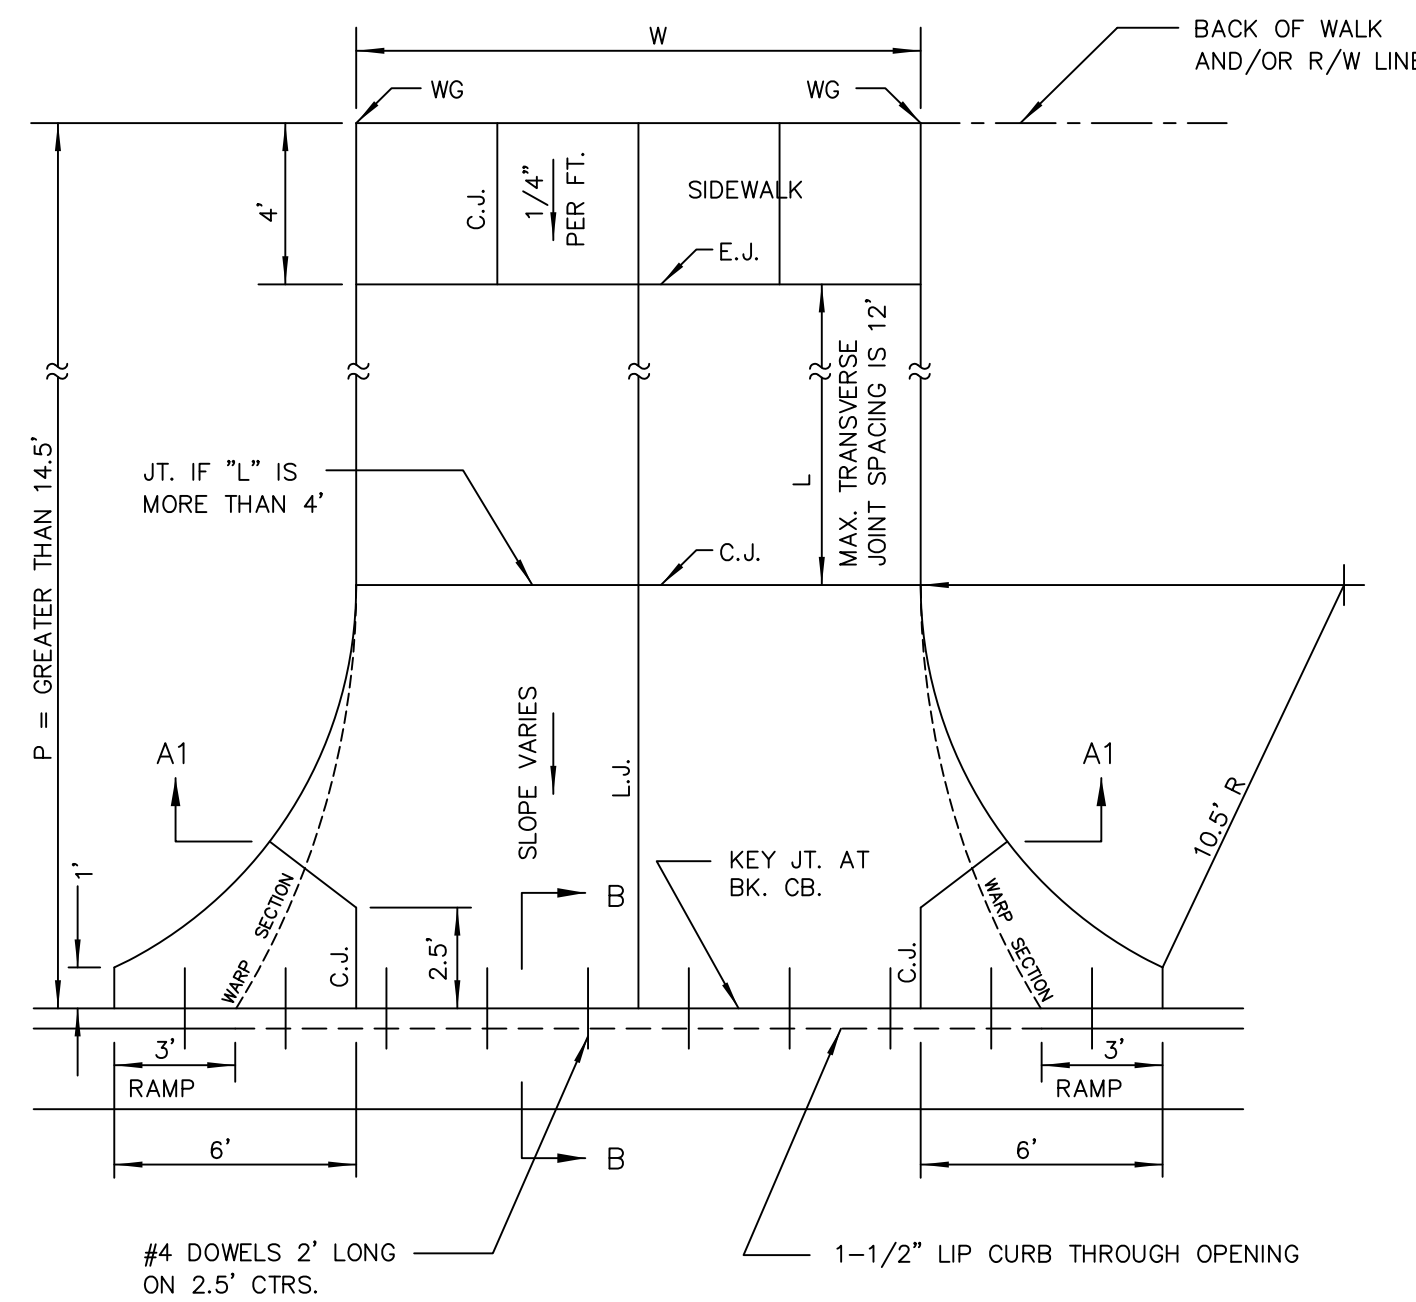 W
BACK OF WALK
AND/OR R/W LINE
WG
WG
4'
C.J.
1/4"
PER FT.
SIDEWALK
E.J.
P = GREATER THAN 14.5'
JT. IF "L" IS
MORE THAN 4'
L
MAX. TRANSVERSE
JOINT SPACING IS 12'
C.J.
A1
A1
SLOPE VARIES
L.J.
10.5' R
1'
KEY JT. AT
BK. CB.
B
WARP SECTION
C.J.
2.5'
C.J.
WARP SECTION
3'
RAMP
3'
RAMP
6'
B
6'
#4 DOWELS 2' LONG
ON 2.5' CTRS.
1-1/2" LIP CURB THROUGH OPENING